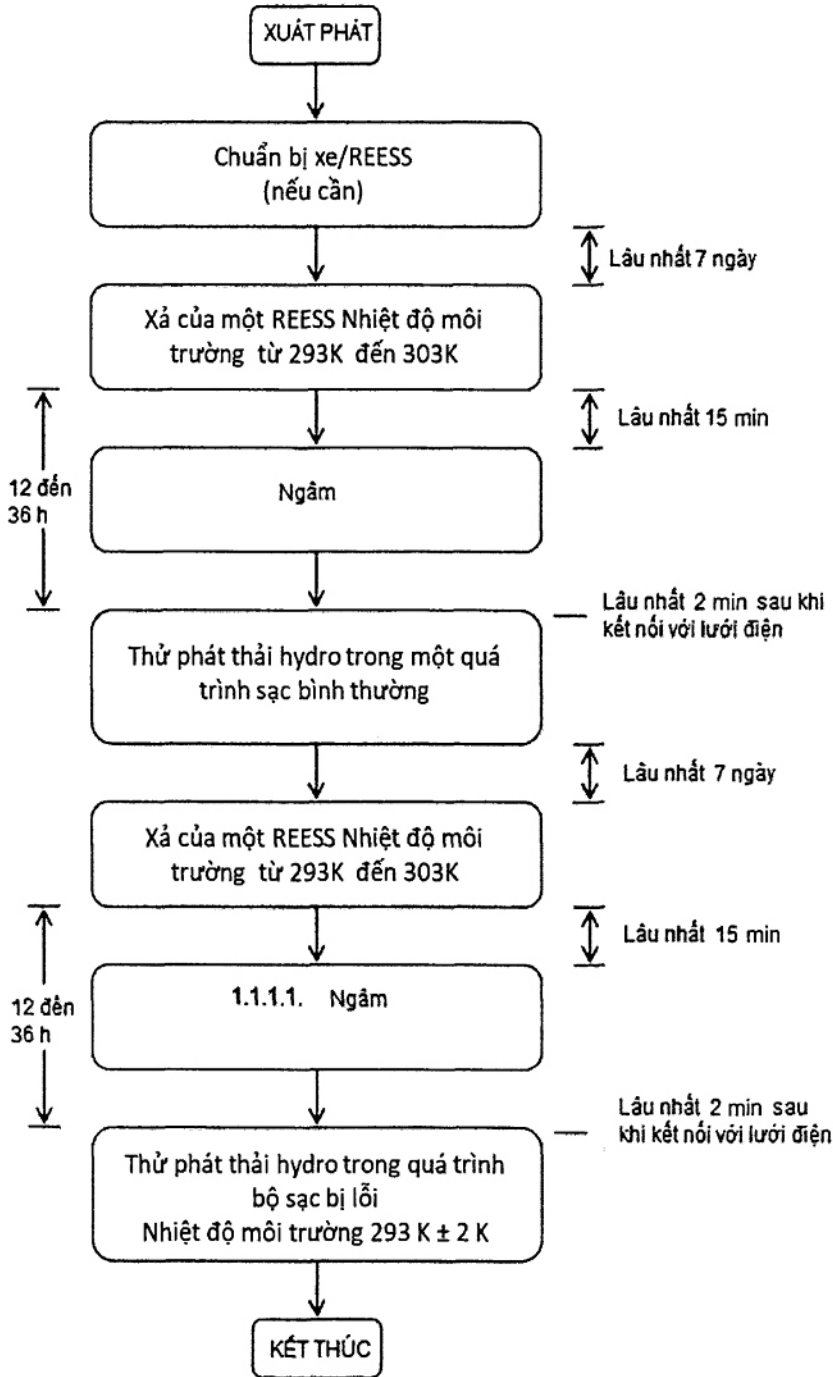 XUẤT PHÁT
Chuẩn bị xe/REESS
(nếu cần)
Lâu nhất 7 ngày
Xả của một REESS Nhiệt độ môi
trường từ 293K đến 303K
Lâu nhất 15 min
12 đến
36 h
Ngâm
Lâu nhất 2 min sau khi
kết nối với lưới điện
Thử phát thải hydro trong một quá
trình sạc bình thường
Lâu nhất 7 ngày
Xả của một REESS Nhiệt độ môi
trường từ 293K đến 303K
Lâu nhất 15 min
12 đến
36 h
1.1.1.1. Ngâm
Lâu nhất 2 min sau
khi kết nối với lưới điện
Thử phát thải hydro trong quá trình
bộ sạc bị lỗi
Nhiệt độ môi trường 293 K ± 2 K
KẾT THÚC